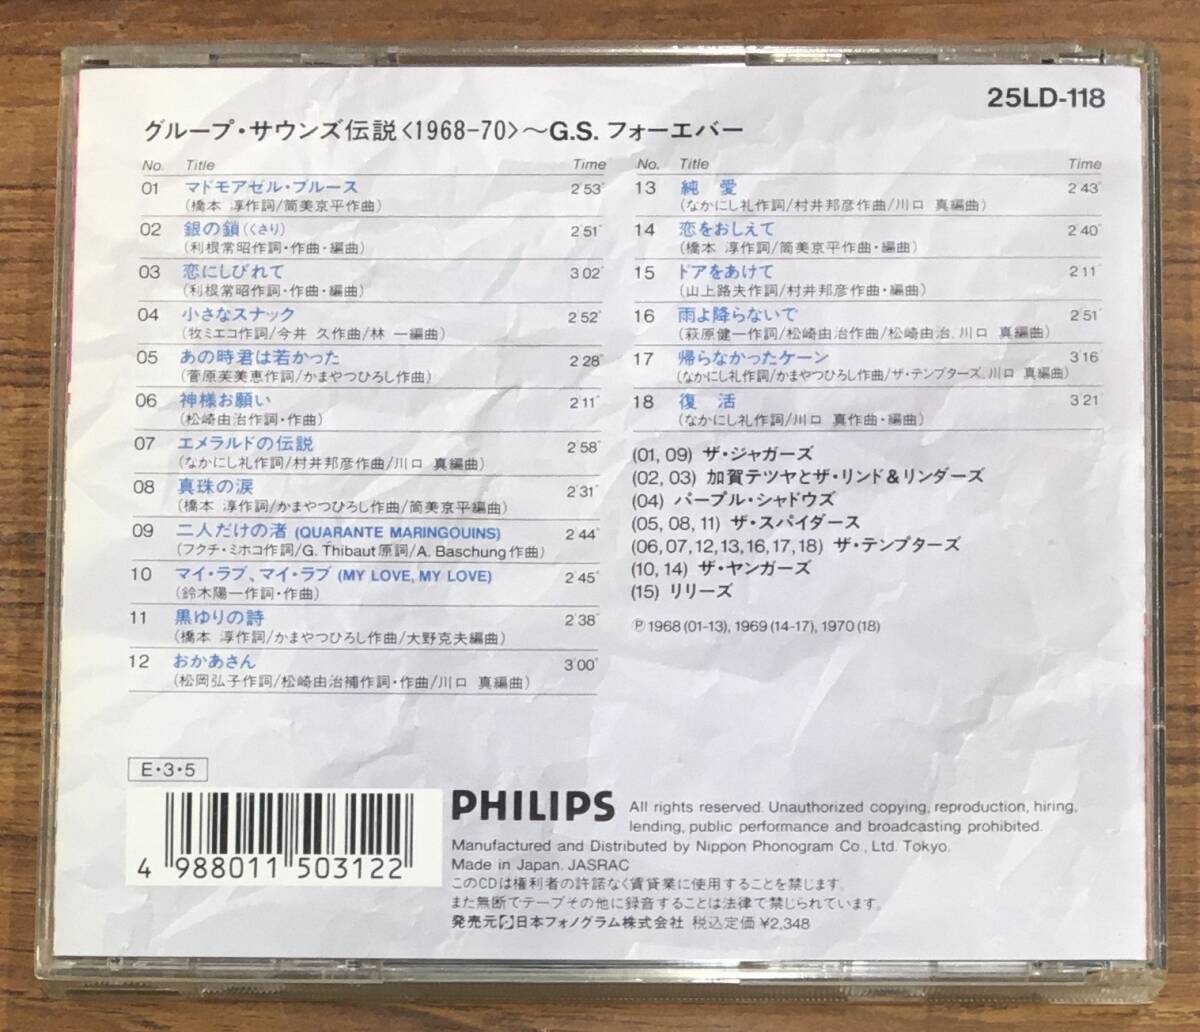 25LD-118
グループ・サウンズ伝説<1968-70>〜G.S. フォーエバー
No. Title Time
01 マドモアゼル・ブルース 2'53"
(橋本 淳作詞/筒美京平作曲)
02 銀の鎖(くさり) 2'51"
(利根常昭作詞・作曲・編曲)
03 恋にしびれて 3'02"
(利根常昭作詞・作曲・編曲)
04 小さなスナック 2'52"
(牧ミエコ作詞/今井 久作曲/林 一編曲)
05 あの時君は若かった 2'28"
(菅原芙美恵作詞/かまやつひろし作曲)
06 神様お願い 2'11"
(松崎由治作詞・作曲)
07 エメラルドの伝説 2'58"
(なかにし礼作詞/村井邦彦作曲/川口 真編曲)
08 真珠の涙 2'31"
(橋本 淳作詞/かまやつひろし作曲/筒美京平編曲)
09 二人だけの渚 (QUARANTE MARINGOUINS) 2'44"
(フクチ・ミホコ作詞/G. Thibaut原詞/A. Baschung作曲)
10 マイ・ラブ、マイ・ラブ (MY LOVE, MY LOVE) 2'45"
(鈴木陽一作詞・作曲)
11 黒ゆりの詩 2'38"
(橋本 淳作詞/かまやつひろし作曲/大野克夫編曲)
12 おかあさん 3'00"
(松岡弘子作詞/松崎由治補作詞・作曲/川口 真編曲)
No. Title Time
13 純 愛 2'43"
(なかにし礼作詞/村井邦彦作曲/川口 真編曲)
14 恋をおしえて 2'40"
(橋本 淳作詞/筒美京平作曲・編曲)
15 ドアをあけて 2'11"
(山上路夫作詞/村井邦彦作曲・編曲)
16 雨よ降らないで 2'51"
(萩原健一作詞/松崎由治作曲/松崎由治、川口 真編曲)
17 帰らなかったケーン 3'16
(なかにし礼作詞/かまやつひろし作曲/ザ・テンプターズ、川口 真編曲)
18 復 活 3'21"
(なかにし礼作詞/川口 真作曲・編曲)
(01, 09) ザ・ジャガーズ
(02, 03) 加賀テツヤとザ・リンド&リンダーズ
(04) パープル・シャドウズ
(05, 08, 11) ザ・スパイダース
(06, 07, 12, 13, 16, 17, 18) ザ・テンプターズ
(10, 14) ザ・ヤンガーズ
(15) リリーズ
Ⓟ1968 (01-13), 1969 (14-17), 1970 (18)
E・3・5
4 988011 503122
PHILIPS All rights reserved. Unauthorized copying, reproduction, hiring,
lending, public performance and broadcasting prohibited.
Manufactured and Distributed by Nippon Phonogram Co., Ltd. Tokyo.
Made in Japan. JASRAC
このCDは権利者の許諾なく賃貸業に使用することを禁じます。
また無断でテープその他に録音することは法律で禁じられています。
発売元 日本フォノグラム株式会社 税込定価 ¥2,348